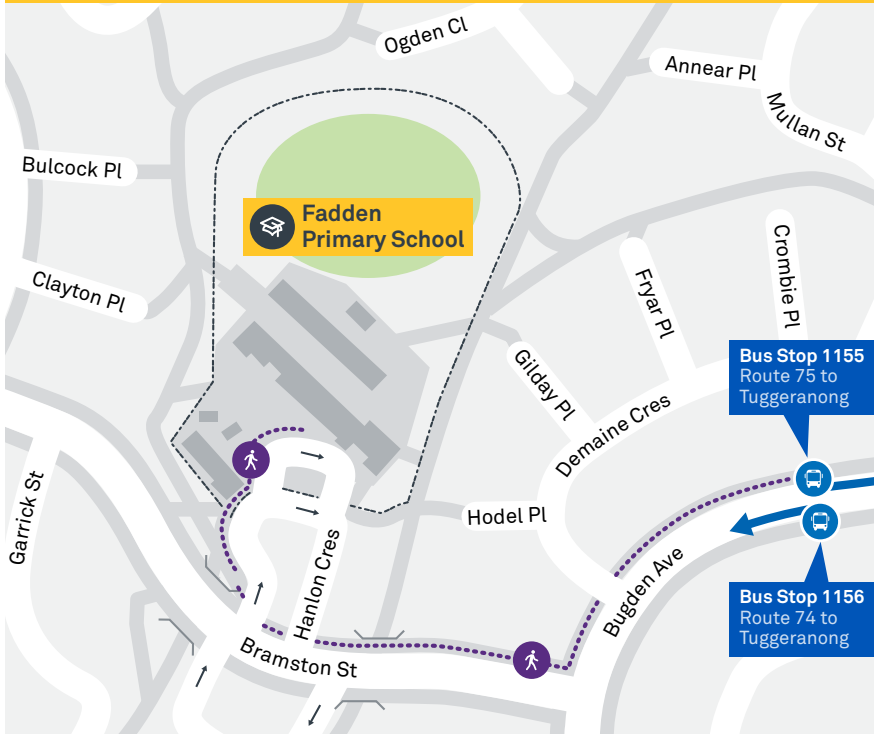 Ogden Cl
Annear Pl
Mullan St
Bulcock Pl
Fadden
Primary School
Clayton Pl
Crombie Pl
Fryar Pl
Gilday Pl
Bus Stop 1155
Route 75 to
Tuggeranong
Demaine Cres
Garrick St
Hodel Pl
Hanlon Cres
Bugden Ave
Bus Stop 1156
Route 74 to
Tuggeranong
Bramston St